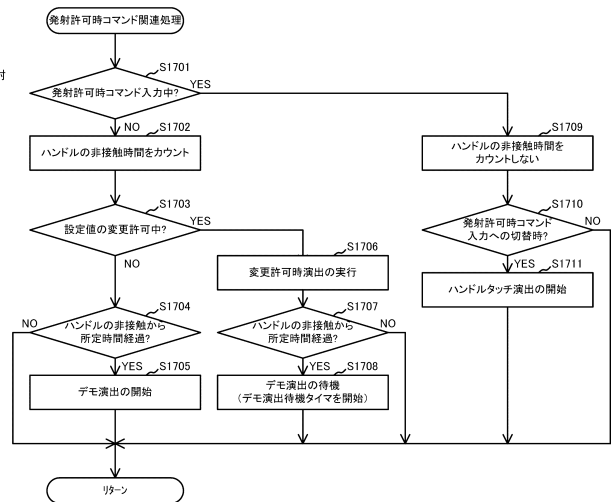 発射許可時コマンド関連処理
射
S1701
発射許可時コマンド入力中?
YES
NO
S1702
ハンドルの非接触時間をカウント
S1709
ハンドルの非接触時間を
カウントしない
S1703
設定値の変更許可中?
YES
NO
S1710
発射許可時コマンド
入力への切替時?
NO
YES
S1706
変更許可時演出の実行
S1711
ハンドルタッチ演出の開始
S1704
ハンドルの非接触から
所定時間経過?
NO
YES
S1707
ハンドルの非接触から
所定時間経過?
NO
YES
S1705
デモ演出の開始
S1708
デモ演出の待機
(デモ演出待機タイマを開始)
リターン